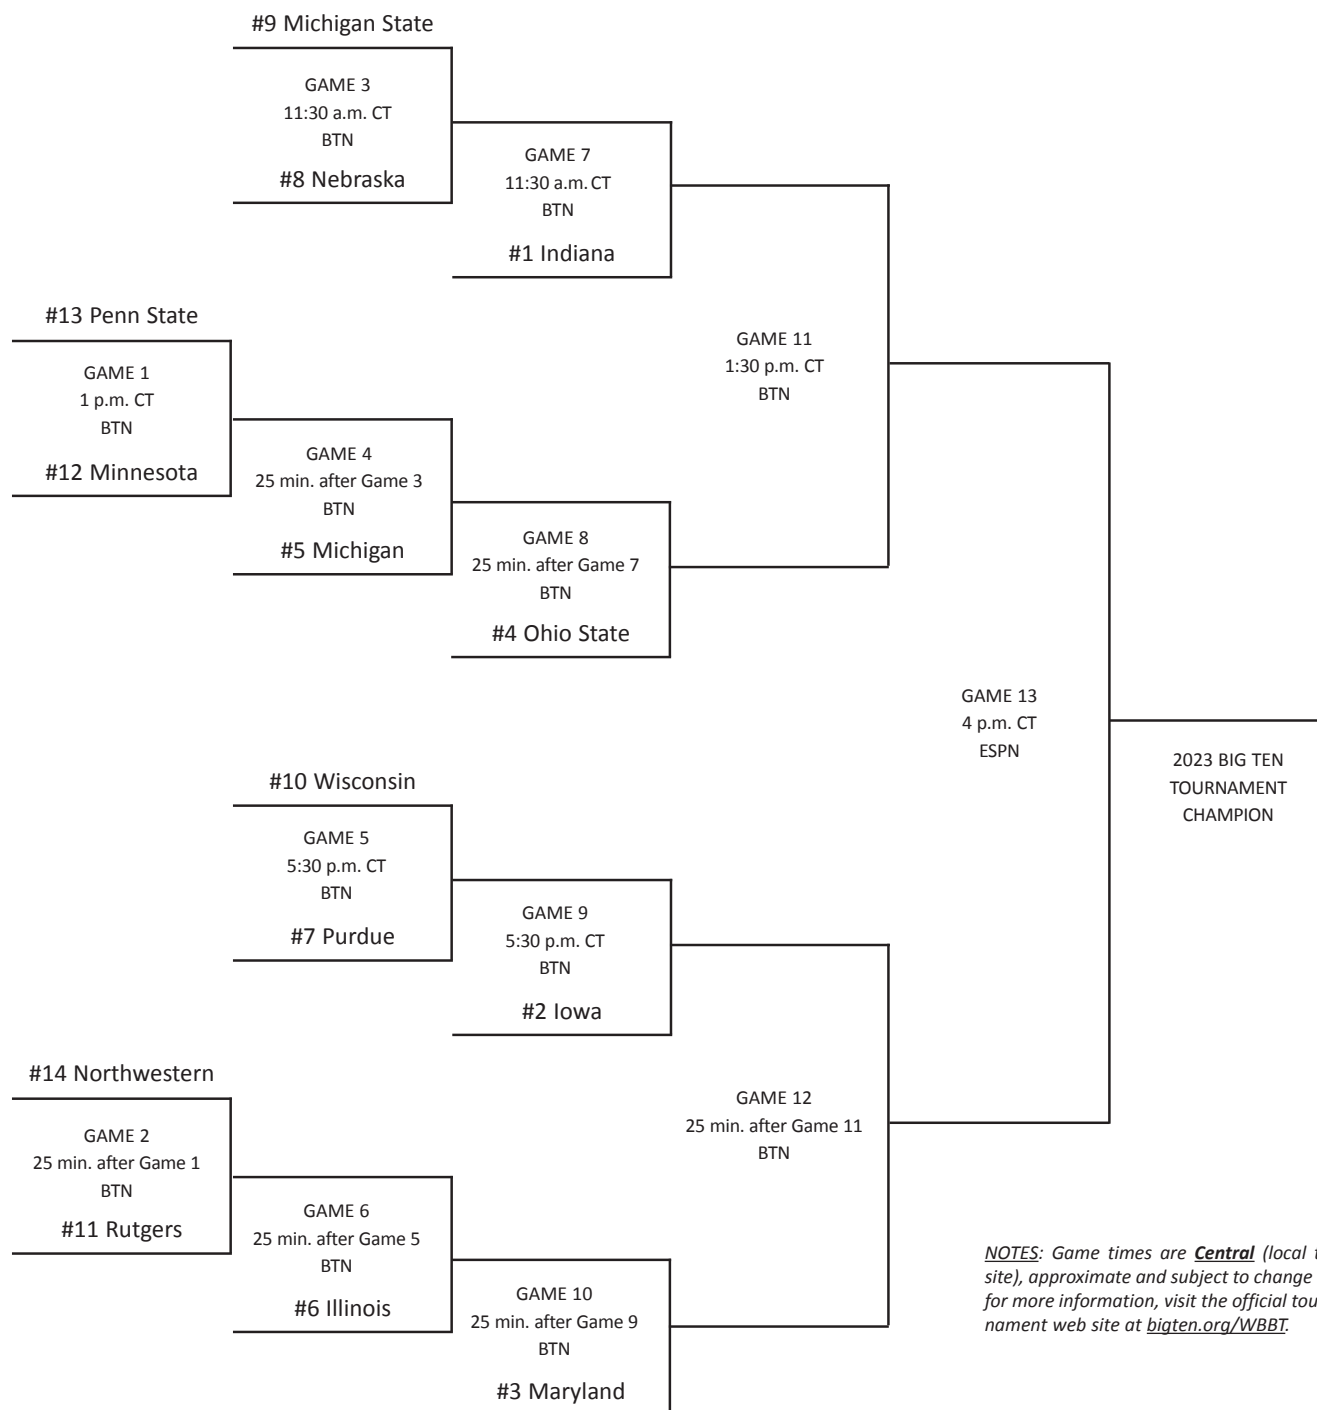 #9 Michigan State
GAME 3
11:30 a.m. CT
BTN
#8 Nebraska
GAME 7
11:30 a.m. CT
BTN
#1 Indiana
#13 Penn State
GAME 1
1 p.m. CT
BTN
#12 Minnesota
GAME 4
25 min. after Game 3
BTN
#5 Michigan
GAME 8
25 min. after Game 7
BTN
#4 Ohio State
GAME 11
1:30 p.m. CT
BTN
#10 Wisconsin
GAME 5
5:30 p.m. CT
BTN
#7 Purdue
GAME 9
5:30 p.m. CT
BTN
#2 Iowa
#14 Northwestern
GAME 2
25 min. after Game 1
BTN
#11 Rutgers
GAME 6
25 min. after Game 5
BTN
#6 Illinois
GAME 10
25 min. after Game 9
BTN
#3 Maryland
GAME 12
25 min. after Game 11
BTN
GAME 13
4 p.m. CT
ESPN
2023 BIG TEN
TOURNAMENT
CHAMPION
NOTES: Game times are Central (local
site), approximate and subject to change
for more information, visit the official tou
nament web site at bigten.org/WBBT.